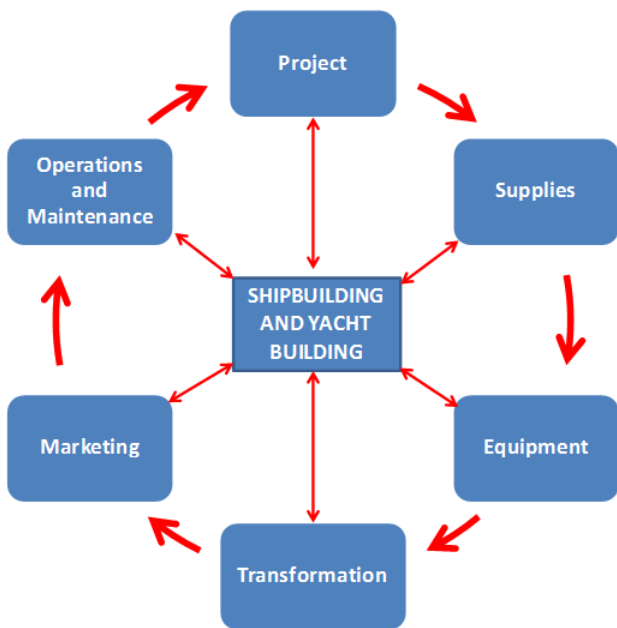 Project
Operations
and
Maintenance
Supplies
SHIPBUILDING
AND YACHT
BUILDING
Marketing
Equipment
Transformation